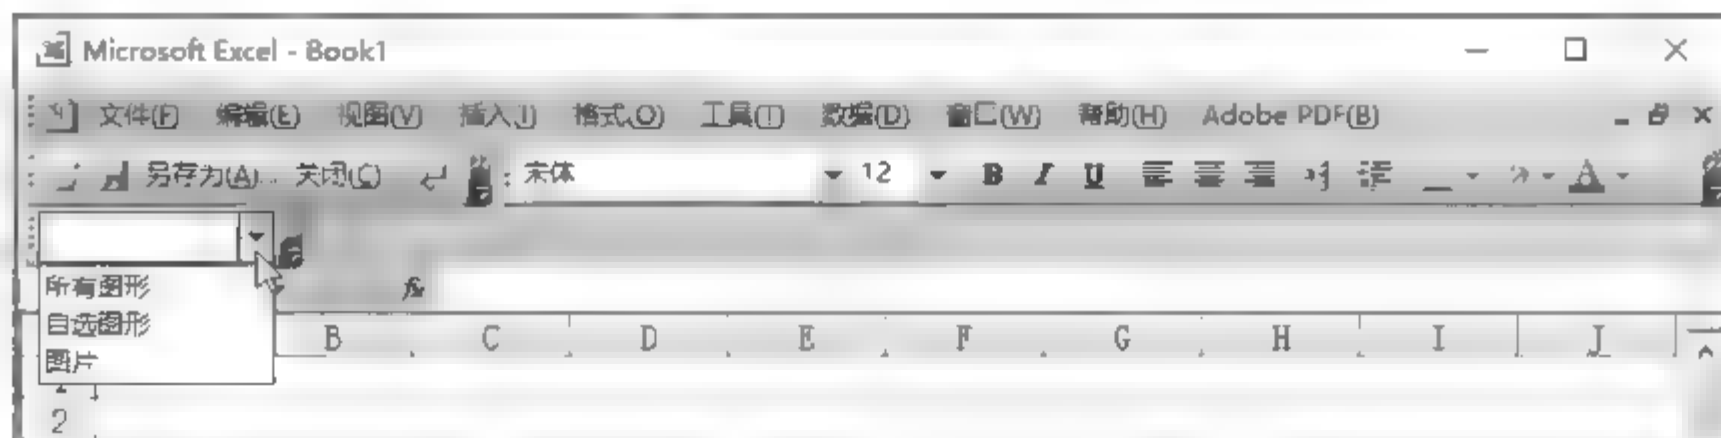 Microsoft Excel - Book1
文件(F) 编辑(E) 视图(V) 插入(I) 格式(O) 工具(T) 数据(D) 窗口(W) 帮助(H) Adobe PDF(B)
另存为(A)... 关闭(C) 宋体 12 B I U A
所有图形
fx
自选图形
B C D E F G H I J
图片
2